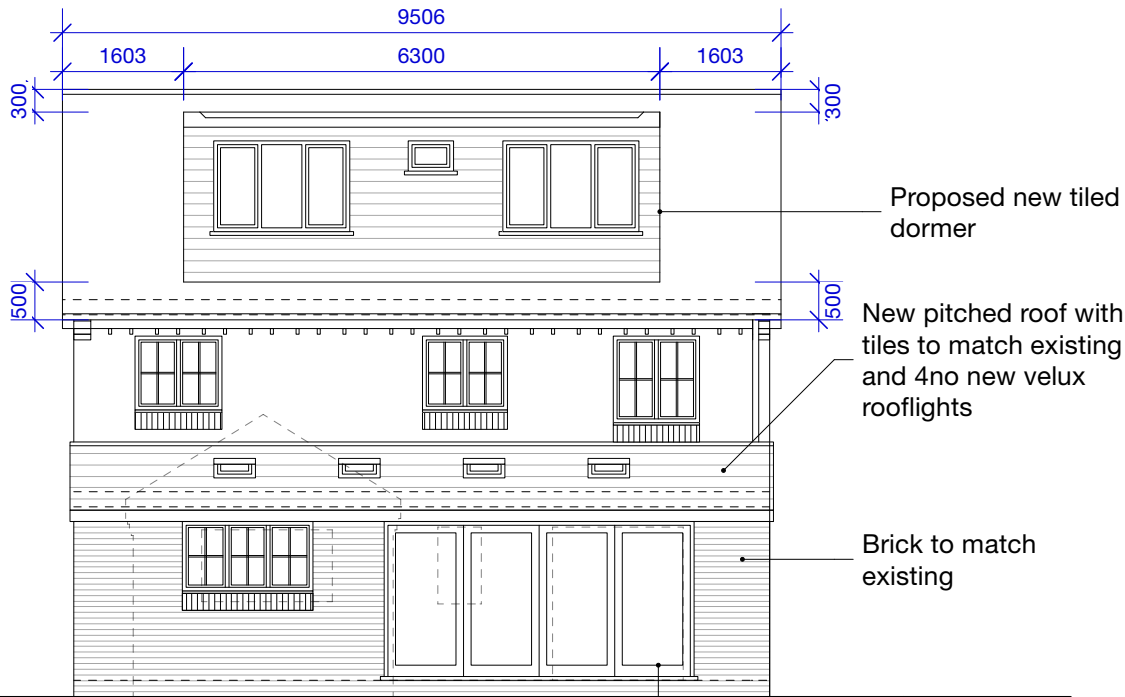 9506
1603
6300
1603
300
300
Proposed new tiled
dormer
500
500
New pitched roof with
tiles to match existing
and 4no new velux
rooflights
Brick to match
existing